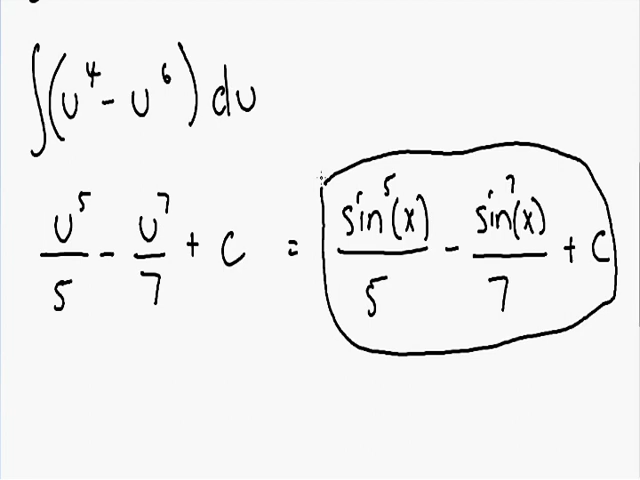 ∫(u⁴ - u⁶) du
u⁵/5 - u⁷/7 + C = sin⁵(x)/5 - sin⁷(x)/7 + C